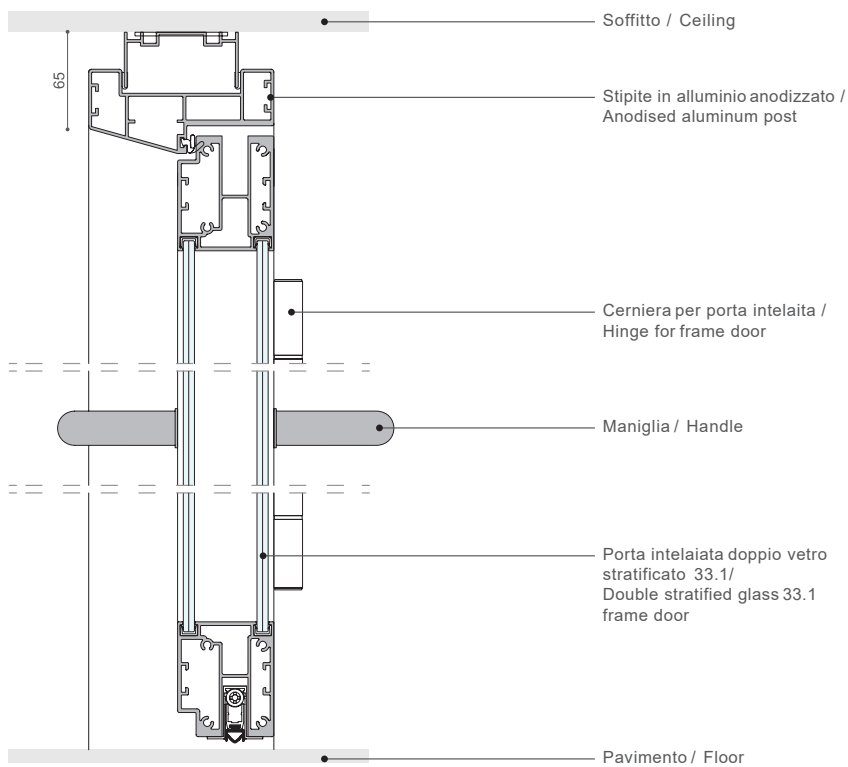 Soffitto / Ceiling
65
Stipite in alluminio anodizzato /
Anodised aluminum post
Cerniera per porta intelaita /
Hinge for frame door
Maniglia / Handle
Porta intelaiata doppio vetro
stratificato 33.1/
Double stratified glass 33.1
frame door
Pavimento / Floor